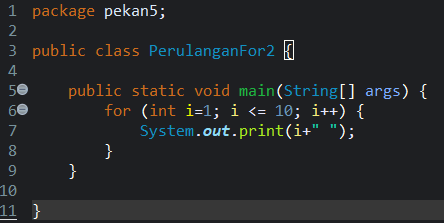 1 package pekan5;
2
3 public class PerulanganFor2 {
4
5     public static void main(String[] args) {
6         for (int i=1; i <= 10; i++) {
7             System.out.print(i+" ");
8         }
9     }
10
11 }